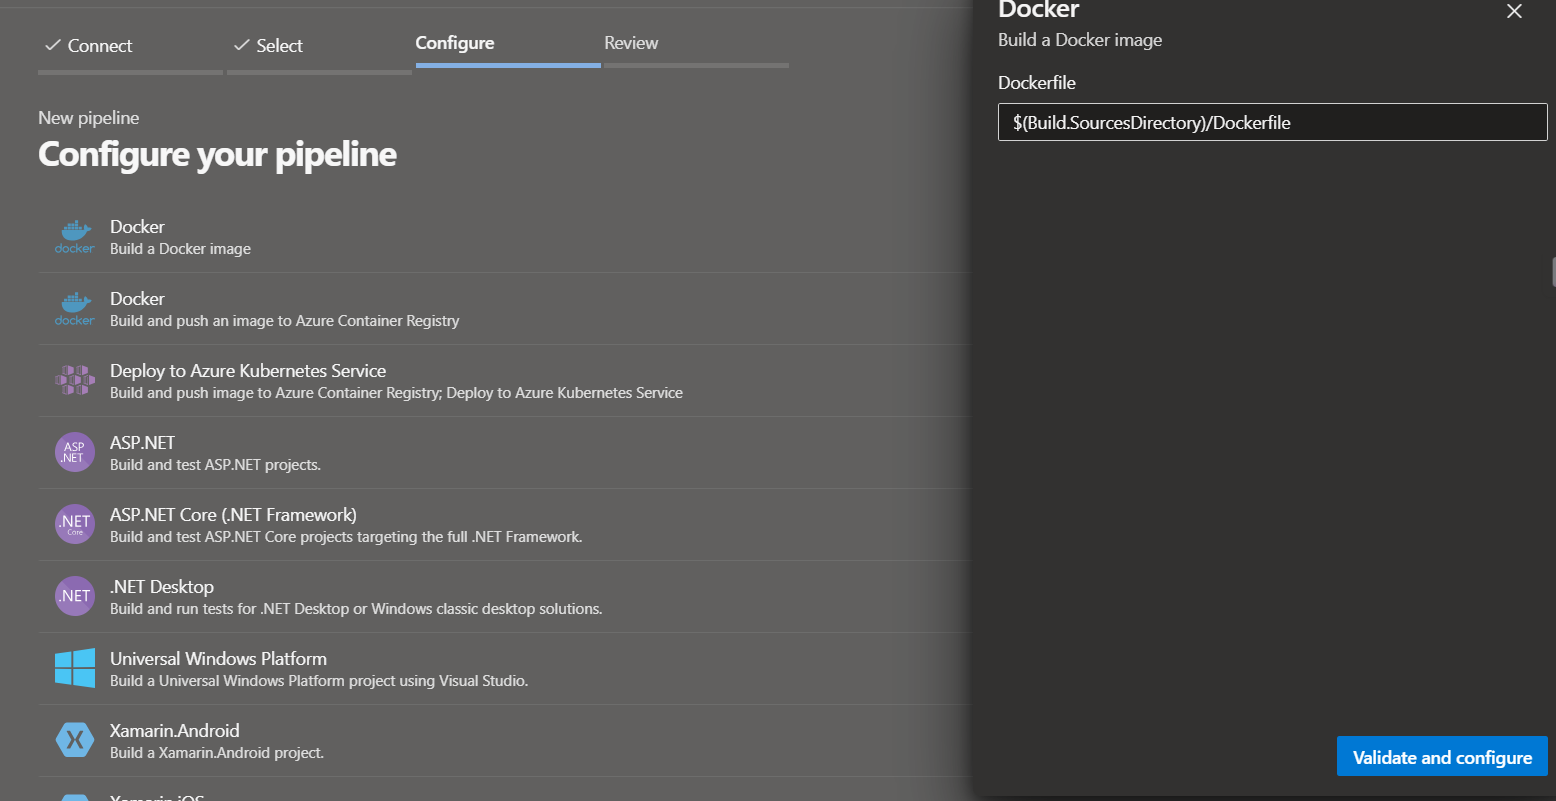 Connect
Select
Configure
Review
New pipeline
Configure your pipeline
docker
Docker
Build a Docker image
docker
Docker
Build and push an image to Azure Container Registry
Deploy to Azure Kubernetes Service
Build and push image to Azure Container Registry; Deploy to Azure Kubernetes Service
ASP
.NET
ASP.NET
Build and test ASP.NET projects.
.NET
Core
ASP.NET Core (.NET Framework)
Build and test ASP.NET Core projects targeting the full .NET Framework.
.NET
.NET Desktop
Build and run tests for .NET Desktop or Windows classic desktop solutions.
Universal Windows Platform
Build a Universal Windows Platform project using Visual Studio.
Xamarin.Android
Build a Xamarin.Android project.
Xamarin.iOS
Docker
Build a Docker image
Dockerfile
$(Build.SourcesDirectory)/Dockerfile
Validate and configure